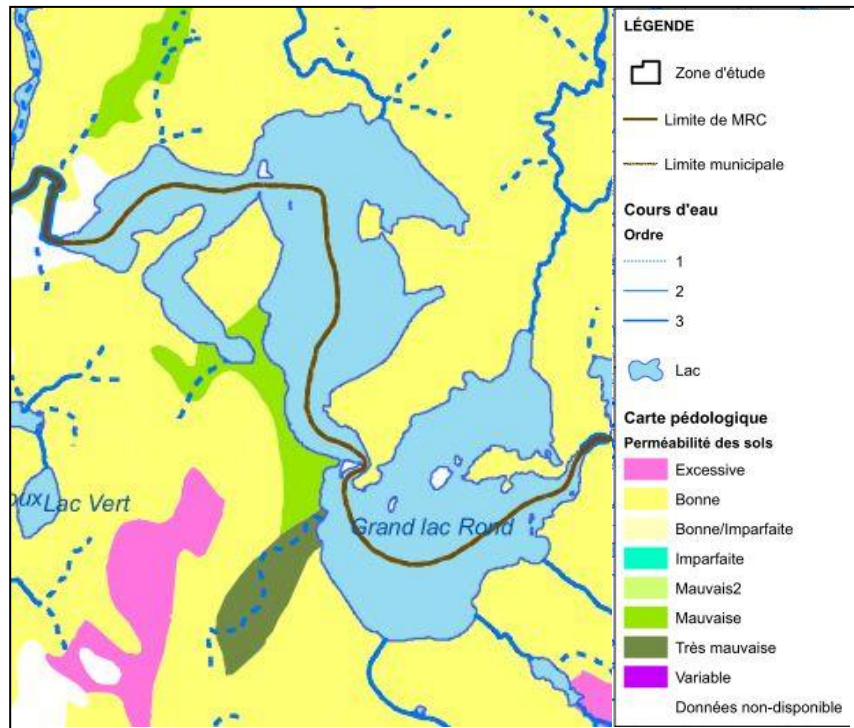 oux Lac Vert
Grand lac Rond
LÉGENDE
Zone d'étude
Limite de MRC
Limite municipale
Cours d'eau
Ordre
1
2
3
Lac
Carte pédologique
Perméabilité des sols
Excessive
Bonne
Bonne/Imparfaite
Imparfaite
Mauvais2
Mauvaise
Très mauvaise
Variable
Données non-disponible